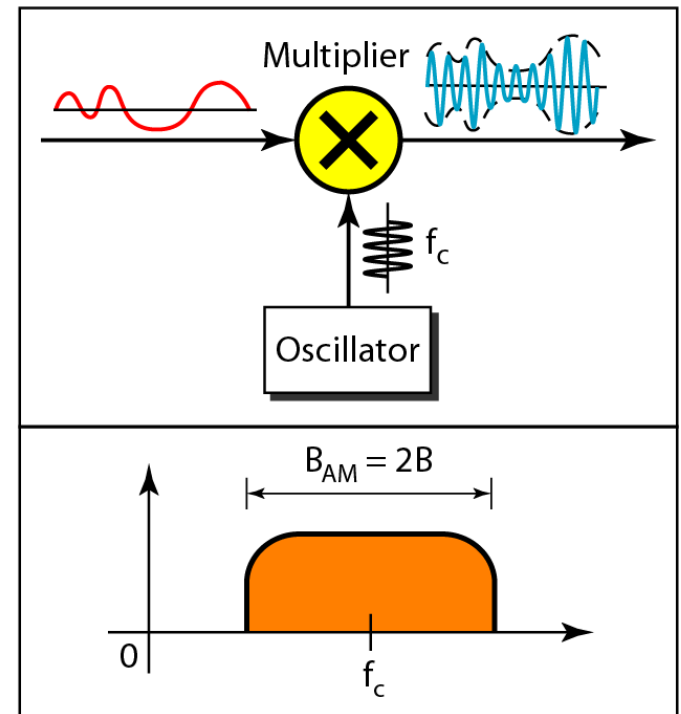 Multiplier
f_c
Oscillator
B_AM = 2B
0
f_c